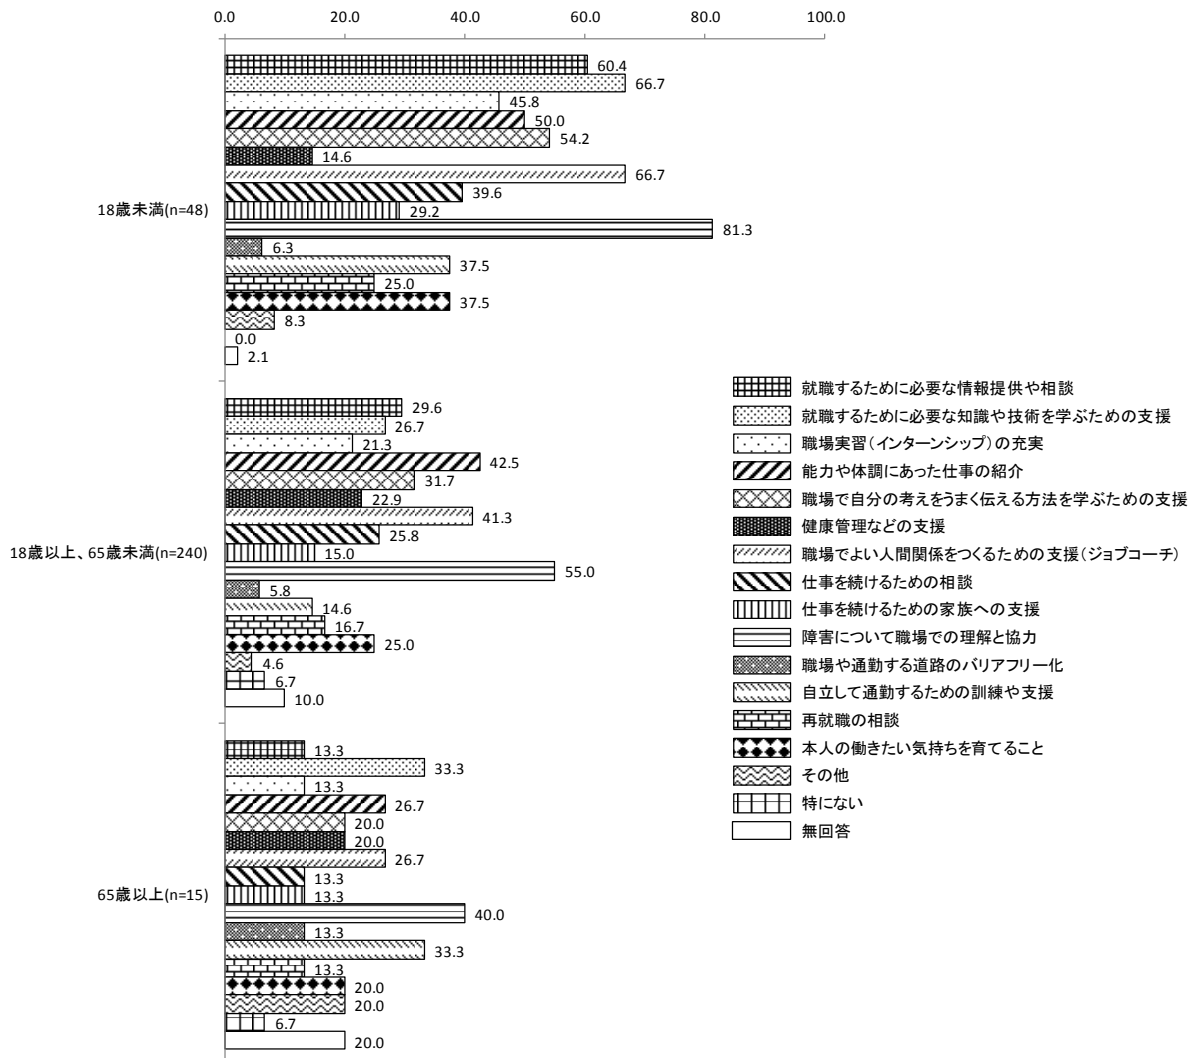 0.0 20.0 40.0 60.0 80.0 100.0
60.4
66.7
45.8
50.0
54.2
14.6
66.7
39.6
18歳未満(n=48)
29.2
81.3
6.3
37.5
25.0
37.5
8.3
0.0
2.1
29.6
26.7
21.3
42.5
31.7
22.9
41.3
25.8
18歳以上、65歳未満(n=240)
15.0
55.0
5.8
14.6
16.7
25.0
4.6
6.7
10.0
13.3
33.3
13.3
26.7
20.0
20.0
26.7
13.3
65歳以上(n=15)
13.3
40.0
13.3
33.3
13.3
20.0
20.0
6.7
20.0
就職するために必要な情報提供や相談
就職するために必要な知識や技術を学ぶための支援
職場実習(インターンシップ)の充実
能力や体調にあった仕事の紹介
職場で自分の考えをうまく伝える方法を学ぶための支援
健康管理などの支援
職場でよい人間関係をつくるための支援(ジョブコーチ)
仕事を続けるための相談
仕事を続けるための家族への支援
障害について職場での理解と協力
職場や通勤する道路のバリアフリー化
自立して通勤するための訓練や支援
再就職の相談
本人の働きたい気持ちを育てること
その他
特にない
無回答